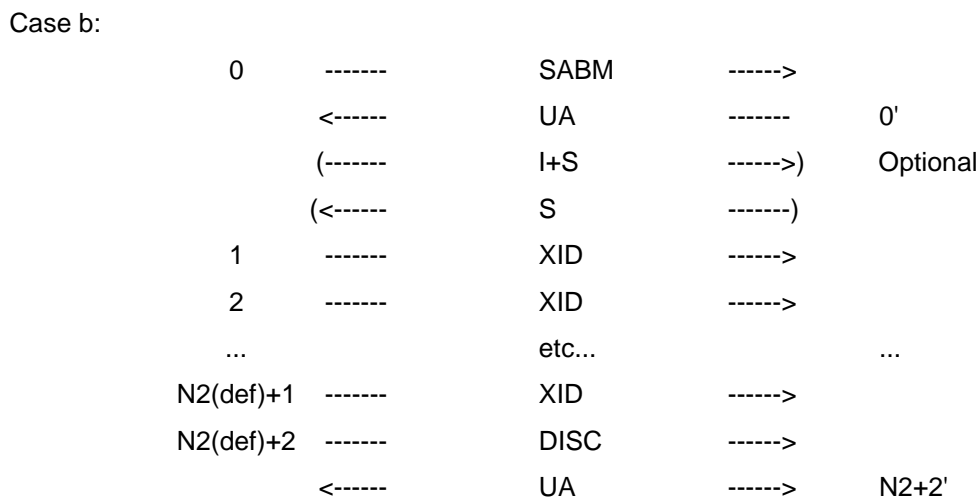 Case b:
0 ------- SABM ------>
<------ UA ------- 0'
(------- I+S ------>) Optional
(<------ S -------)
1 ------- XID ------>
2 ------- XID ------>
... etc... ...
N2(def)+1 ------- XID ------>
N2(def)+2 ------- DISC ------>
<------ UA ------> N2+2'